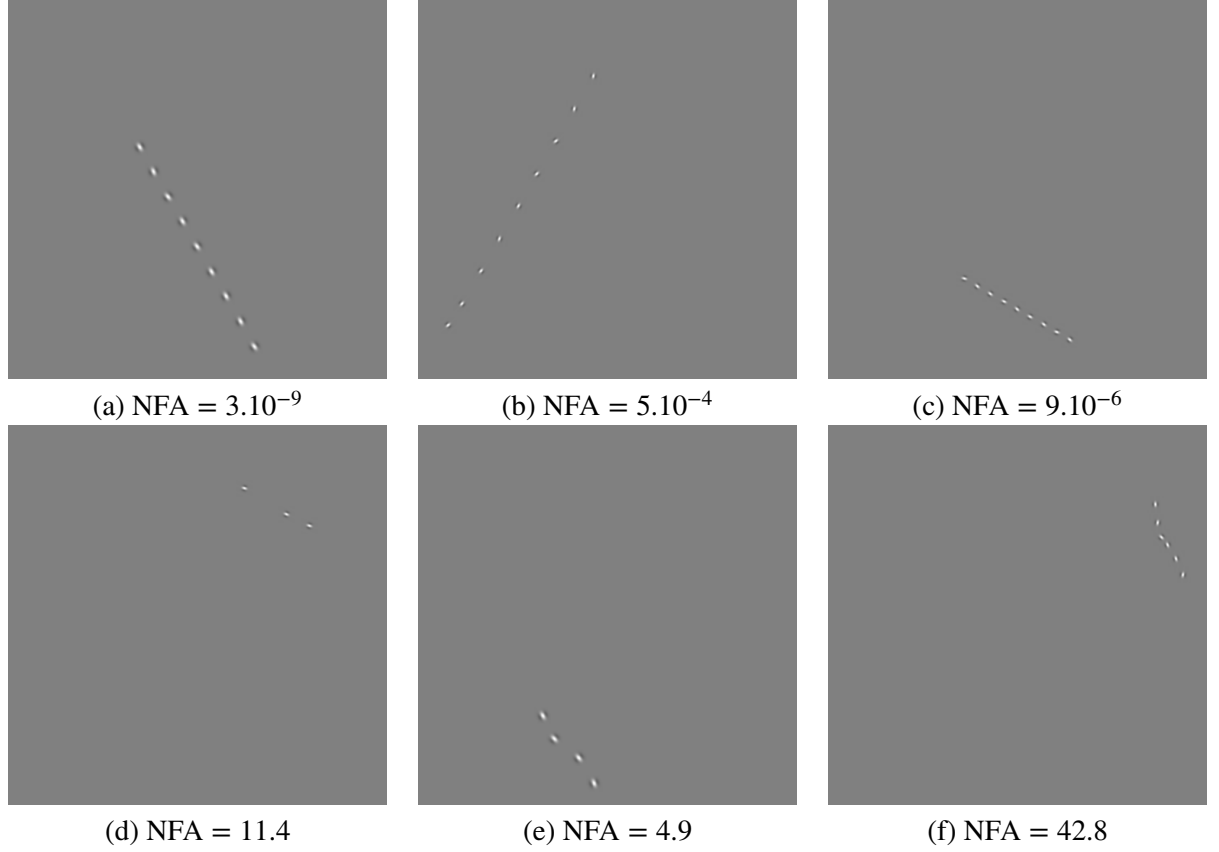 (a) NFA = 3.10⁻⁹
(b) NFA = 5.10⁻⁴
(c) NFA = 9.10⁻⁶
(d) NFA = 11.4
(e) NFA = 4.9
(f) NFA = 42.8